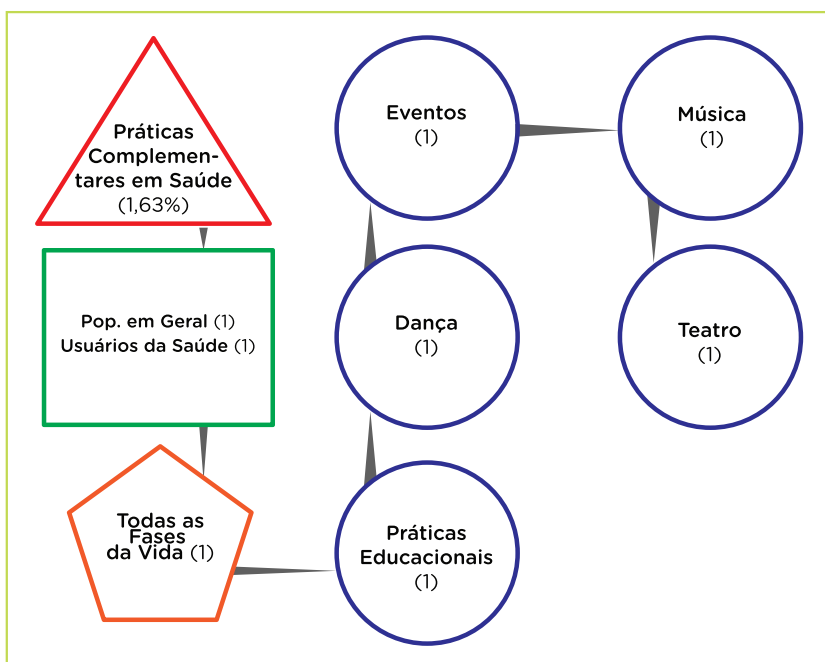 Práticas
Complemen-
tares em Saúde
(1,63%)
Pop. em Geral (1)
Usuários da Saúde (1)
Todas as
Fases
da Vida (1)
Práticas
Educacionais
(1)
Dança
(1)
Eventos
(1)
Música
(1)
Teatro
(1)